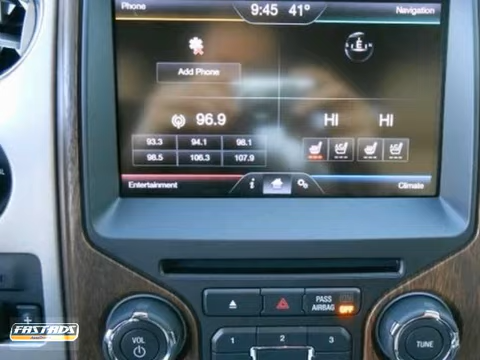 Phone 9:45 41° Navigation
E
Add Phone
96.9 HI HI
93.3 94.1 98.1
98.5 106.3 107.9
Entertainment i Climate
PASS AIRBAG OFF
VOL
1 2 3
TUNE
FASTADS